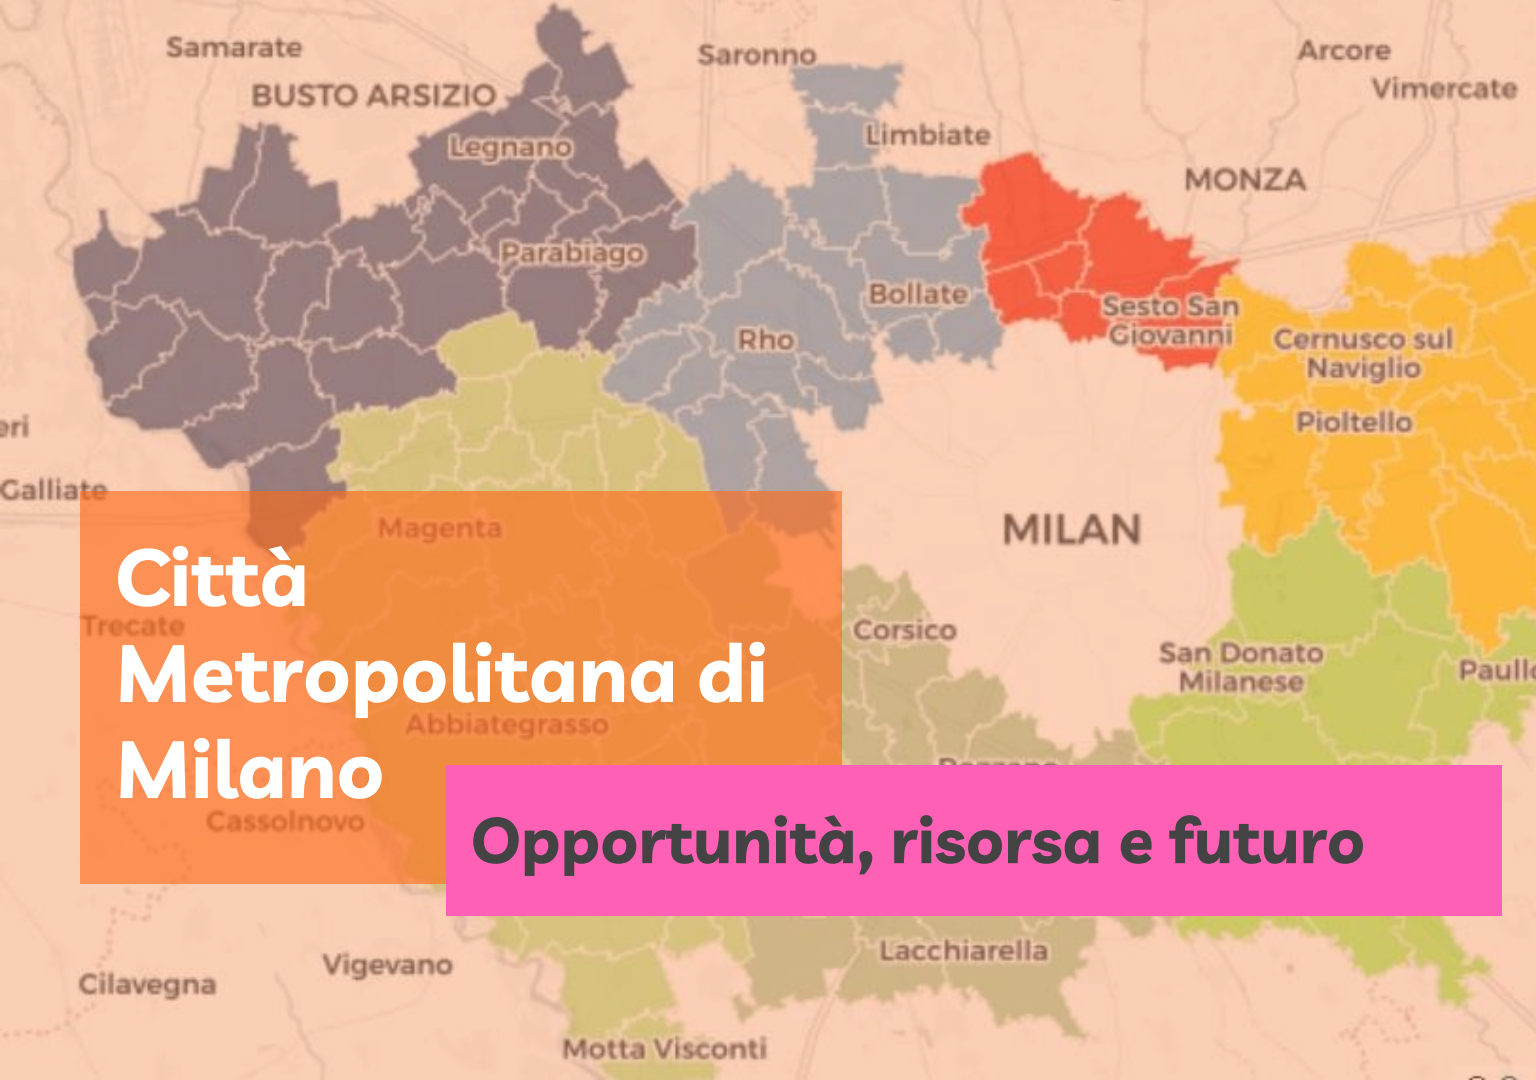 Samarate
Saronno
Arcore
BUSTO ARSIZIO
Vimercate
Legnano
Limbiate
MONZA
Parabiago
Bollate
Sesto San
Giovanni
Rho
Cernusco sul
Naviglio
Pioltello
Galliate
Magenta
MILAN
Città
Metropolitana di
Milano
Trecate
Corsico
San Donato
Milanese
Abbiategrasso
Cassolnovo
Opportunità, risorsa e futuro
Lacchiarella
Vigevano
Cilavegna
Motta Visconti